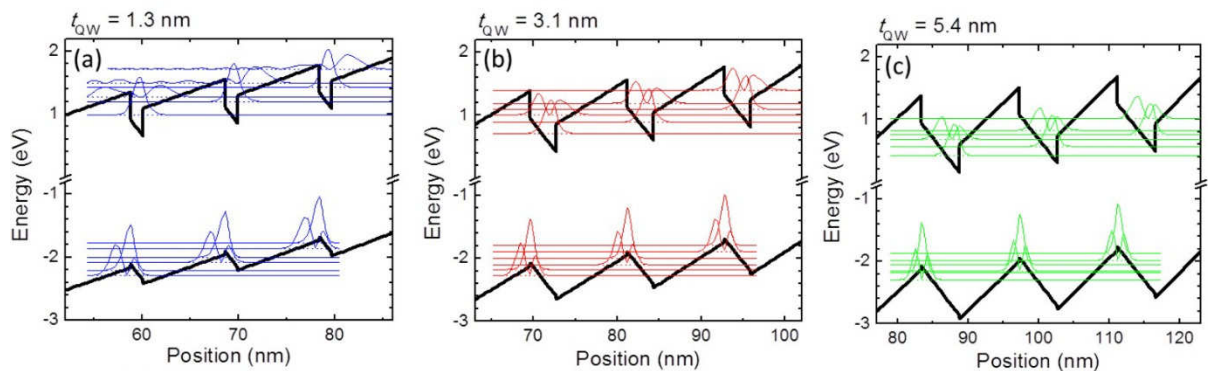 t_QW = 1.3 nm
(a)
Energy (eV)
2
1
-1
-2
-3
60
70
80
Position (nm)
t_QW = 3.1 nm
(b)
Energy (eV)
2
1
-1
-2
-3
70
80
90
100
Position (nm)
t_QW = 5.4 nm
(c)
Energy (eV)
2
1
-1
-2
-3
80
90
100
110
120
Position (nm)